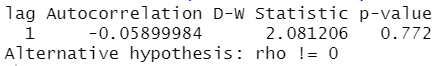 lag Autocorrelation D-W Statistic p-value
1 -0.05899984 2.081206 0.772
Alternative hypothesis: rho != 0